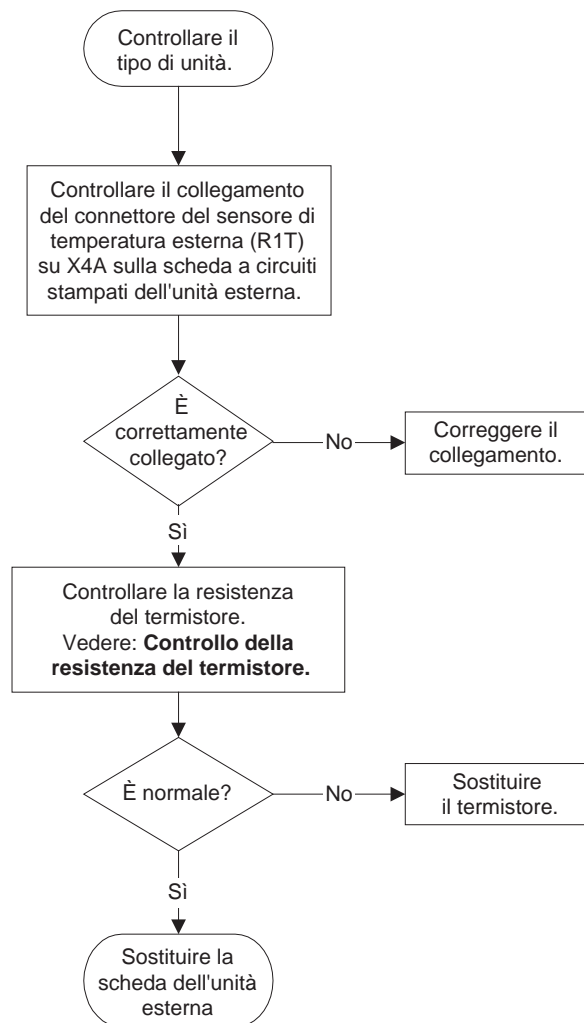 Controllare il
tipo di unità.
Controllare il collegamento
del connettore del sensore di
temperatura esterna (R1T)
su X4A sulla scheda a circuiti
stampati dell'unità esterna.
È
correttamente
collegato?
No
Correggere il
collegamento.
Sì
Controllare la resistenza
del termistore.
Vedere: Controllo della
resistenza del termistore.
È normale?
No
Sostituire
il termistore.
Sì
Sostituire la
scheda dell'unità
esterna